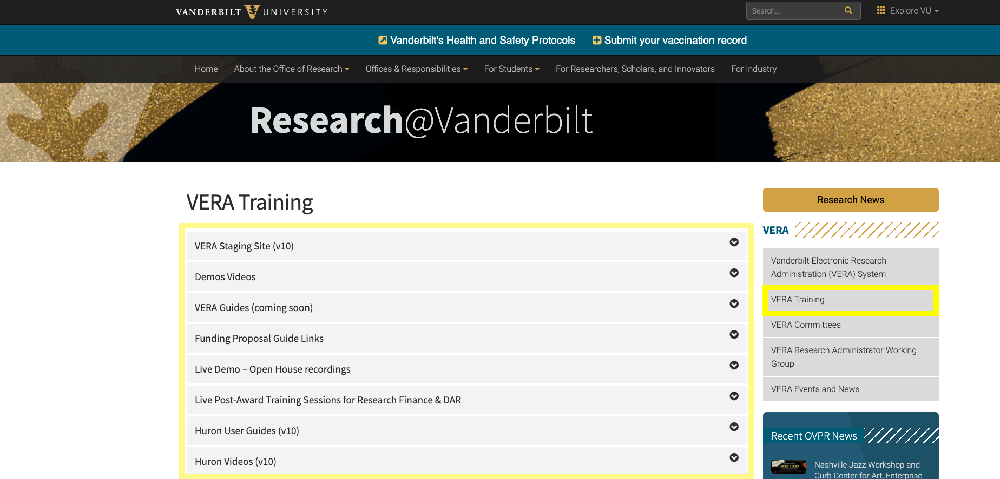 VANDERBILT V UNIVERSITY
Search...
Explore VU
Vanderbilt's Health and Safety Protocols
Submit your vaccination record
Home
About the Office of Research
Offices & Responsibilities
For Students
For Researchers, Scholars, and Innovators
For Industry
Research@Vanderbilt
VERA Training
VERA Staging Site (v10)
Demos Videos
VERA Guides (coming soon)
Funding Proposal Guide Links
Live Demo – Open House recordings
Live Post-Award Training Sessions for Research Finance & DAR
Huron User Guides (v10)
Huron Videos (v10)
Research News
VERA
Vanderbilt Electronic Research
Administration (VERA) System
VERA Training
VERA Committees
VERA Research Administrator Working
Group
VERA Events and News
Recent OVPR News
JAZZ + ART
Nashville Jazz Workshop and
Curb Center for Art, Enterprise